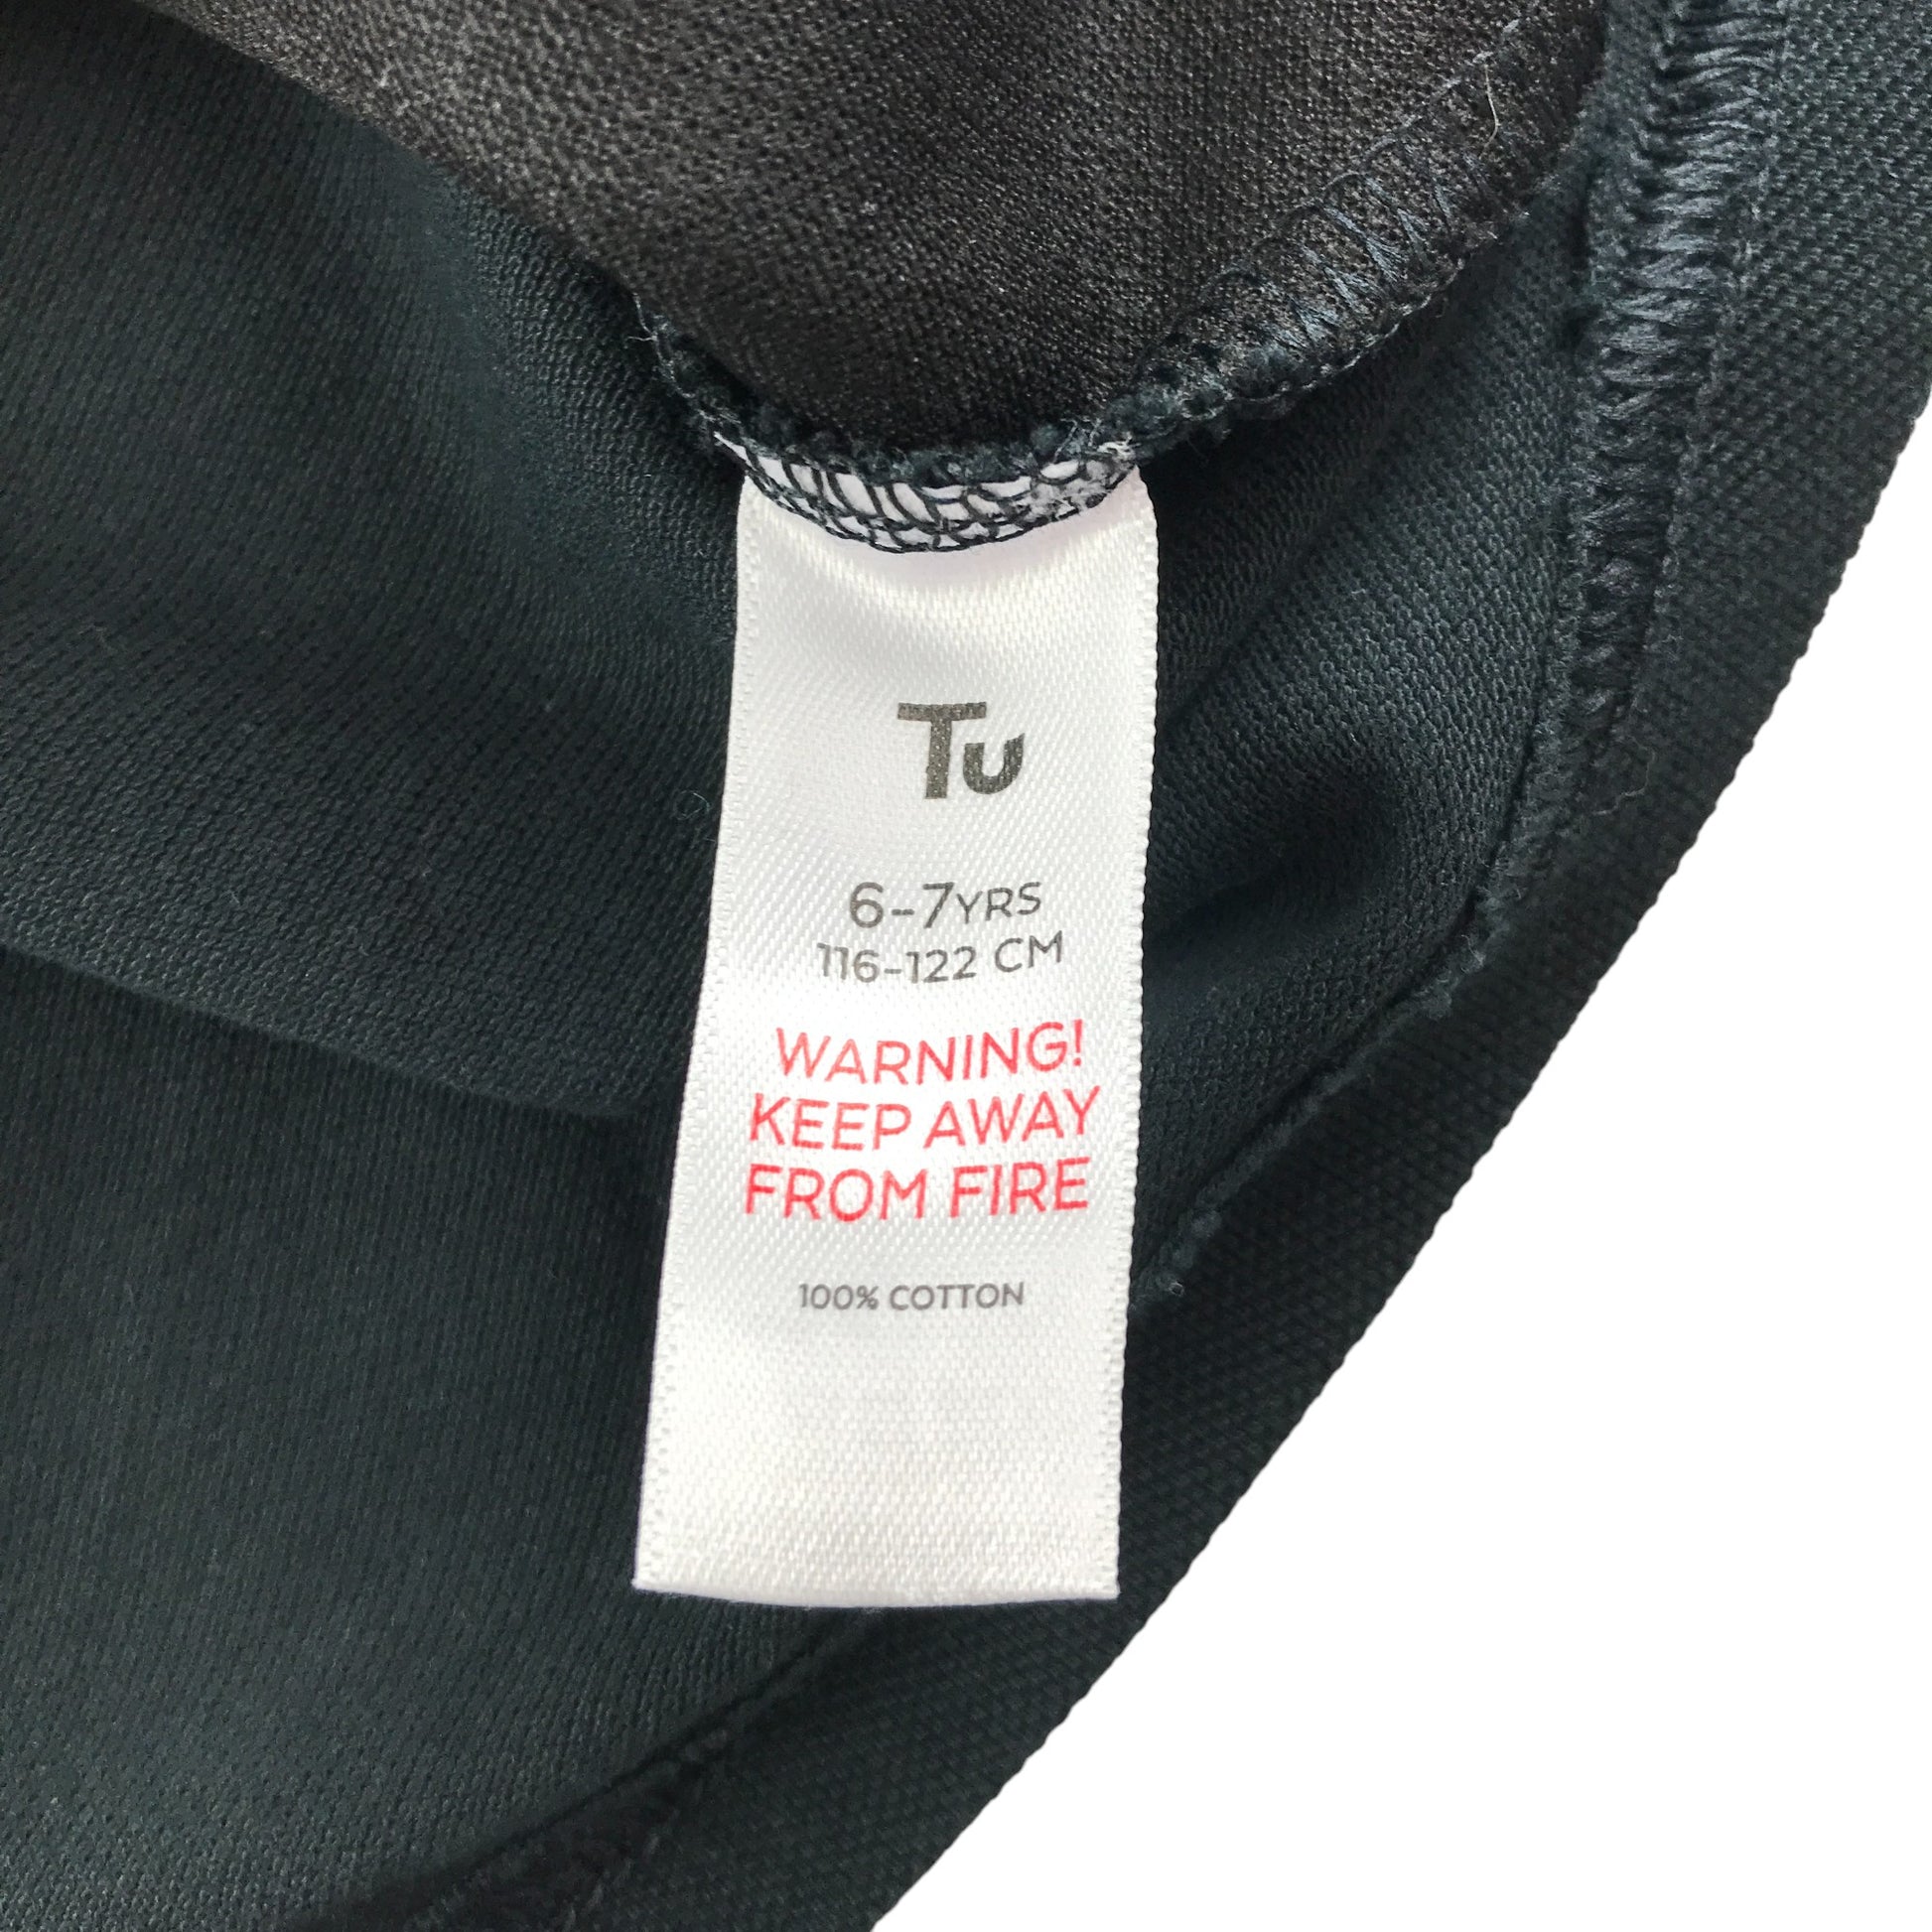 Tu
6-7YRS
116-122 CM
WARNING!
KEEP AWAY
FROM FIRE
100% COTTON